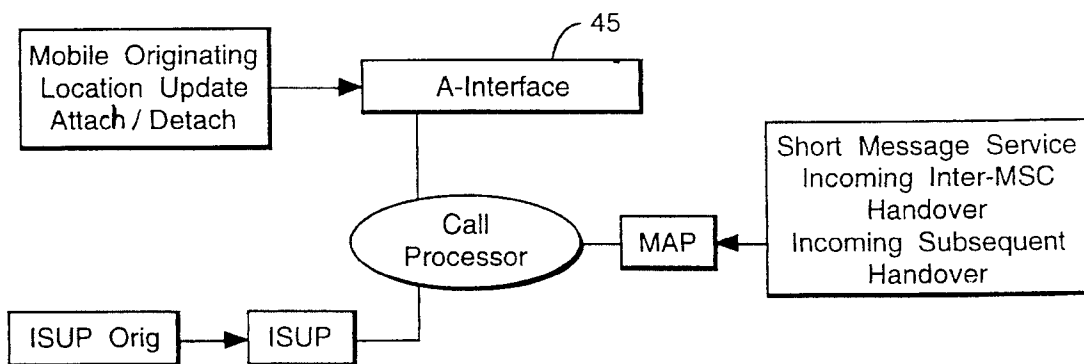 45
Mobile Originating
Location Update
Attach / Detach
A-Interface
Short Message Service
Incoming Inter-MSC
Handover
Incoming Subsequent
Handover
Call
Processor
MAP
ISUP Orig
ISUP